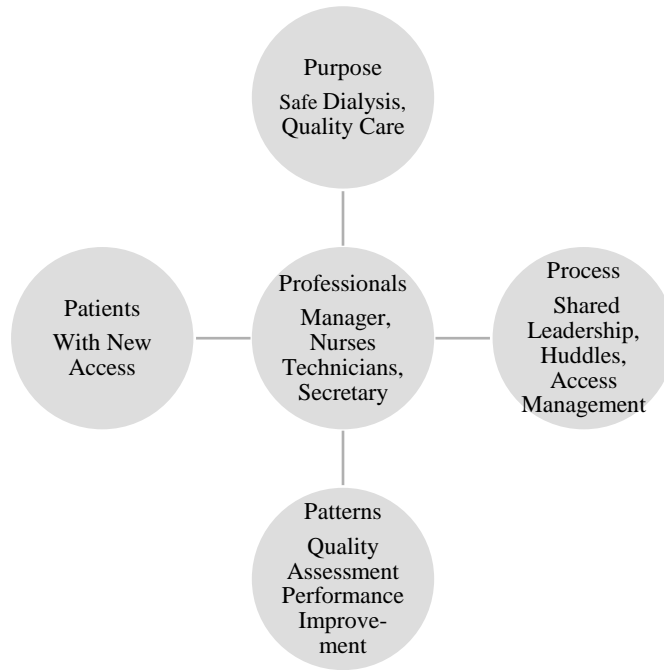 Purpose
Safe Dialysis,
Quality Care
Patients
With New
Access
Professionals
Manager,
Nurses
Technicians,
Secretary
Process
Shared
Leadership,
Huddles,
Access
Management
Patterns
Quality
Assessment
Performance
Improve-
ment